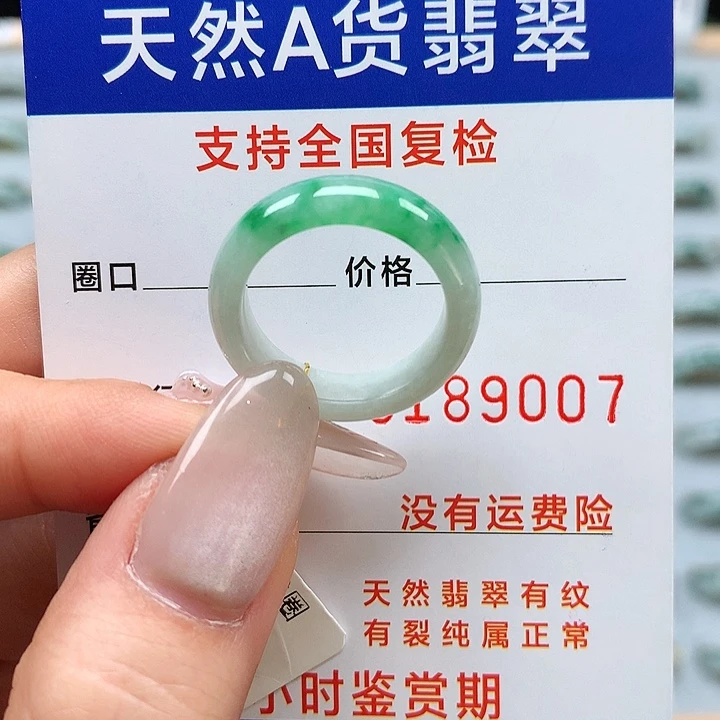 天然A货翡翠
支持全国复检
圈口 价格
189007
没有运费险
天然翡翠有纹
有裂纯属正常
小时鉴赏期